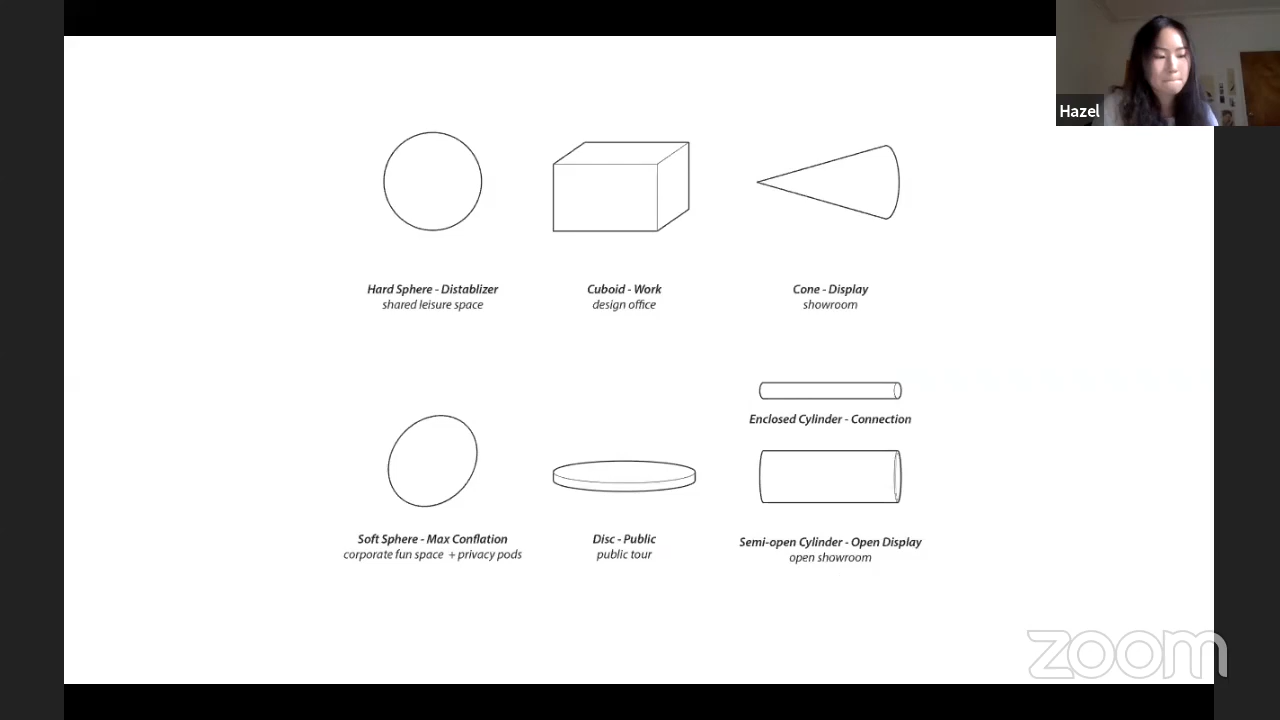 Hazel
Hard Sphere - Distablizer
shared leisure space
Cuboid - Work
design office
Cone - Display
showroom
Enclosed Cylinder - Connection
Soft Sphere - Max Conflation
corporate fun space + privacy pods
Disc - Public
public tour
Semi-open Cylinder - Open Display
open showroom
zoom